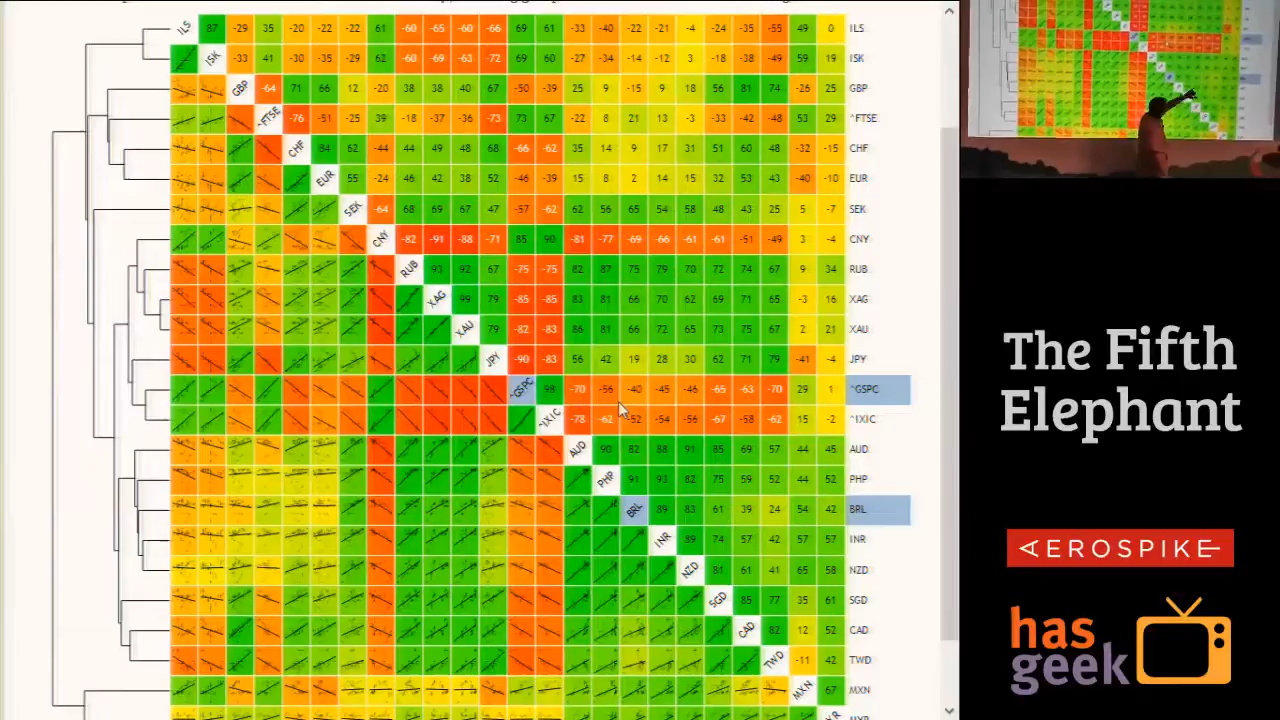 ILS 87 -29 35 -20 -22 -22 61 -60 -65 -60 -66 69 61 -33 -40 -22 -21 -4 -24 -35 -55 49 0 ILS
ISK -33 41 -30 -35 -29 62 -60 -69 -63 -72 69 60 -27 -34 -14 -12 3 -18 -38 -49 59 19 ISK
GBP -64 71 66 12 -20 38 38 40 67 -50 -39 25 9 -15 9 18 56 81 74 -26 25 GBP
^FTSE -76 -51 -25 39 -18 -37 -36 -73 73 67 -22 8 21 13 -3 -33 -42 -48 53 29 ^FTSE
CHF 84 62 -44 44 49 48 68 -66 -62 35 14 9 17 31 51 60 48 -32 -15 CHF
EUR 55 -24 46 42 38 52 -46 -39 15 8 2 14 15 32 53 43 -40 -10 EUR
SEK -64 68 69 67 47 -57 -62 62 56 65 54 58 48 43 25 5 -7 SEK
CNY -82 -91 -88 -71 85 90 -81 -77 -69 -66 -61 -61 -51 -49 3 -4 CNY
RUB 93 92 67 -75 -75 82 87 75 79 70 72 74 67 9 34 RUB
XAG 99 79 -85 -85 83 81 66 70 62 69 71 65 -3 16 XAG
XAU 79 -82 -83 86 81 66 72 65 73 75 67 2 21 XAU
JPY -90 -83 56 42 19 28 30 62 71 79 -41 -4 JPY
^GSPC 98 -70 -56 -40 -45 -46 -65 -63 -70 29 1 ^GSPC
^IXIC -78 -62 -52 -54 -56 -67 -58 -62 15 -2 ^IXIC
AUD 90 82 88 91 85 69 57 44 45 AUD
PHP 91 93 82 75 59 52 44 52 PHP
BRL 89 83 61 39 24 54 42 BRL
INR 89 74 57 42 57 57 INR
NZD 81 61 41 65 58 NZD
SGD 85 77 35 61 SGD
CAD 82 12 52 CAD
TWD -11 42 TWD
MXN 67 MXN
The Fifth
Elephant
AEROSPIKE
has
geek